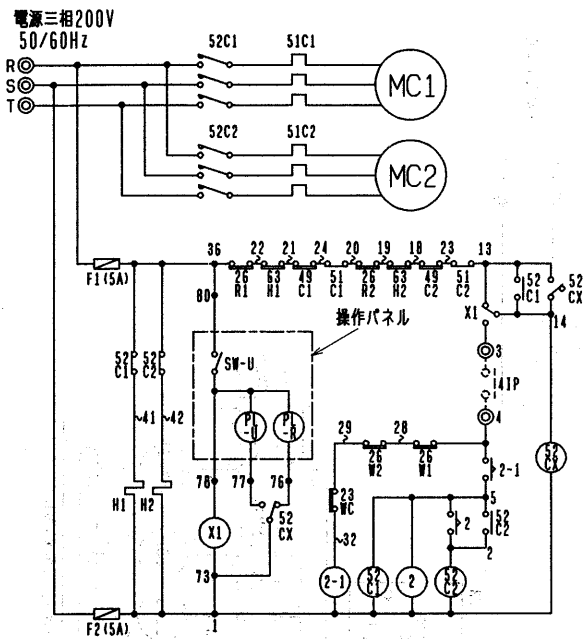 電源三相200V
50/60Hz
R
S
T
52C1
51C1
MC1
52C2
51C2
MC2
F1(5A)
36
22
21
24
20
19
18
23
13
26
R1
63
H1
49
C1
51
C1
26
R2
63
H2
49
C2
51
C2
52
C1
52
CX
80
操作パネル
X1
14
SW-U
3
41P
4
52
C1
52
C2
PL
-U
PL
-R
41
42
29
28
26
W2
26
W1
2-1
52
CX
78
77
76
23
WC
5
H1
H2
X1
52
CX
2
52
C2
32
2
73
2-1
52
C1
2
52
C2
F2(5A)
1